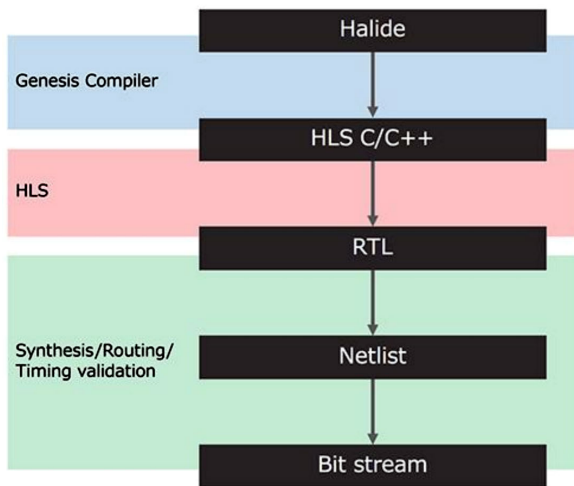 Halide
Genesis Compiler
HLS C/C++
HLS
RTL
Synthesis/Routing/
Timing validation
Netlist
Bit stream